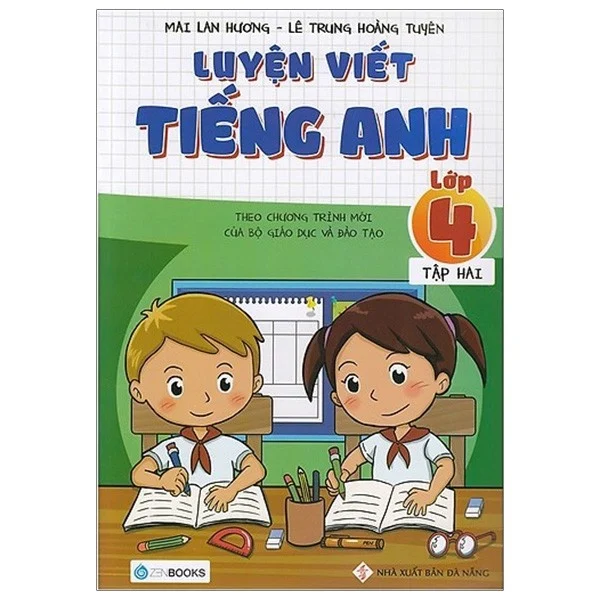 MAI LAN HƯƠNG - LÊ TRUNG HOÀNG TUYÊN
LUYỆN VIẾT
TIẾNG ANH
Lớp
4
TẬP HAI
THEO CHƯƠNG TRÌNH MỚI
CỦA BỘ GIÁO DỤC VÀ ĐÀO TẠO
ZENBOOKS
NHÀ XUẤT BẢN ĐÀ NẴNG